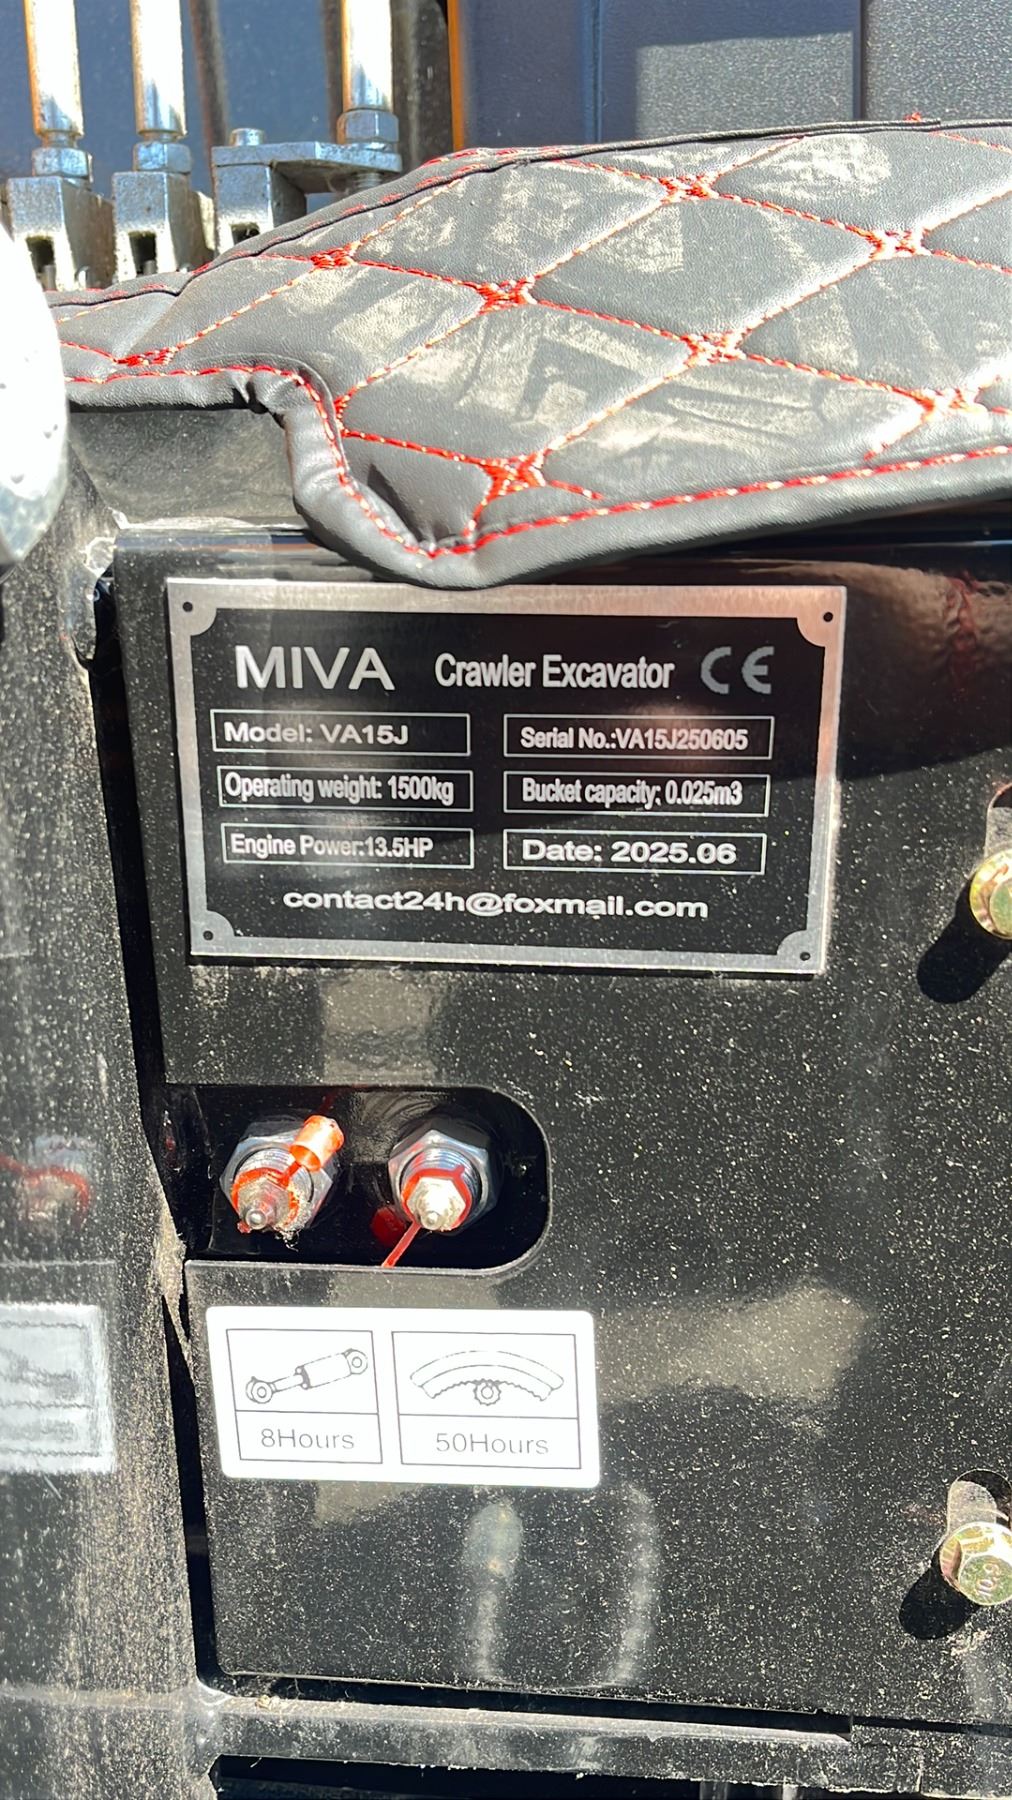 MIVA Crawler Excavator CE
Model: VA15J Serial No.:VA15J250605
Operating weight: 1500kg Bucket capacity: 0.025m3
Engine Power:13.5HP Date: 2025.06
contact24h@foxmail.com
8Hours 50Hours